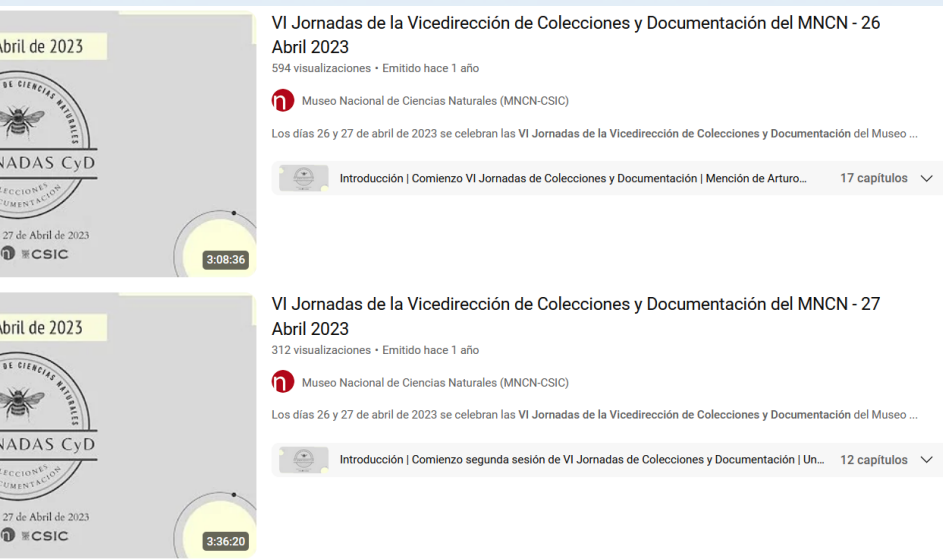 Abril de 2023
DE CIENCIAS NATURALES
JORNADAS CyD
COLECCIONES
DOCUMENTACIÓN
27 de Abril de 2023
n CSIC
3:08:36
VI Jornadas de la Vicedirección de Colecciones y Documentación del MNCN - 26
Abril 2023
594 visualizaciones • Emitido hace 1 año
n Museo Nacional de Ciencias Naturales (MNCN-CSIC)
Los días 26 y 27 de abril de 2023 se celebran las VI Jornadas de la Vicedirección de Colecciones y Documentación del Museo ...
Introducción | Comienzo VI Jornadas de Colecciones y Documentación | Mención de Arturo...
17 capítulos
Abril de 2023
DE CIENCIAS NATURALES
JORNADAS CyD
COLECCIONES
DOCUMENTACIÓN
27 de Abril de 2023
n CSIC
3:36:20
VI Jornadas de la Vicedirección de Colecciones y Documentación del MNCN - 27
Abril 2023
312 visualizaciones • Emitido hace 1 año
n Museo Nacional de Ciencias Naturales (MNCN-CSIC)
Los días 26 y 27 de abril de 2023 se celebran las VI Jornadas de la Vicedirección de Colecciones y Documentación del Museo ...
Introducción | Comienzo segunda sesión de VI Jornadas de Colecciones y Documentación | Un...
12 capítulos